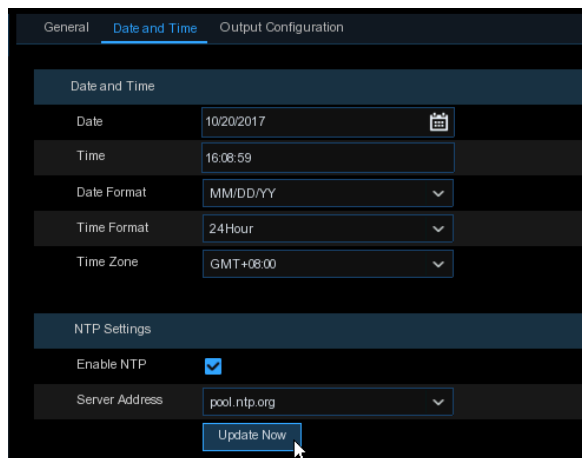 General Date and Time Output Configuration
Date and Time
Date 10/20/2017
Time 16:08:59
Date Format MM/DD/YY
Time Format 24Hour
Time Zone GMT+08:00
NTP Settings
Enable NTP
Server Address pool.ntp.org
Update Now